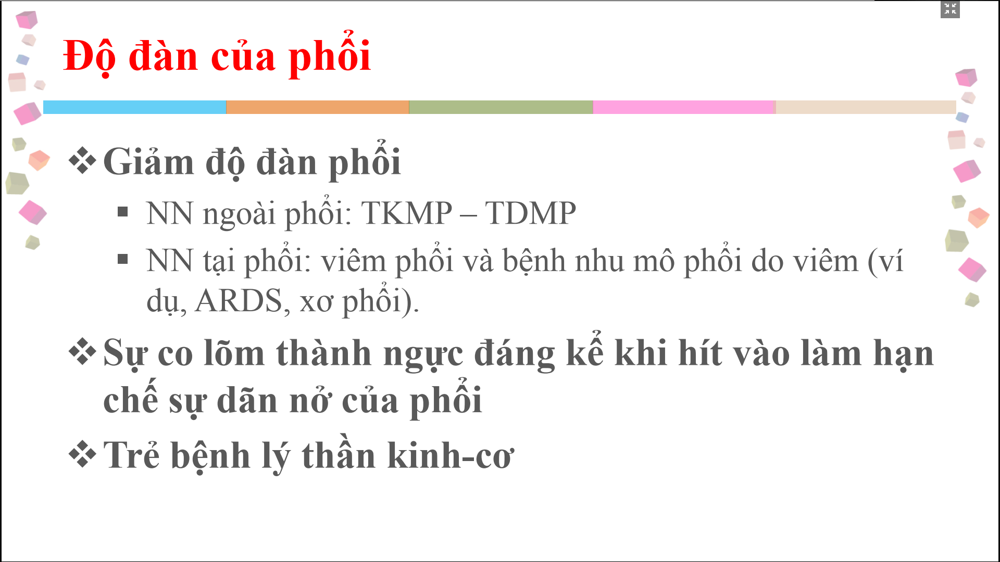 Độ đàn của phổi
❖ Giảm độ đàn phổi
▪ NN ngoài phổi: TKMP – TDMP
▪ NN tại phổi: viêm phổi và bệnh nhu mô phổi do viêm (ví
dụ, ARDS, xơ phổi).
❖ Sự co lõm thành ngực đáng kể khi hít vào làm hạn
chế sự dãn nở của phổi
❖ Trẻ bệnh lý thần kinh-cơ